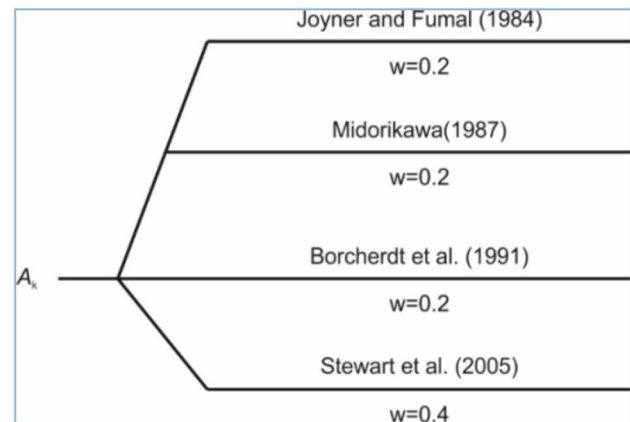 Joyner and Fumal (1984)
w=0.2
Midorikawa(1987)
w=0.2
Borcherdt et al. (1991)
Aₖ
w=0.2
Stewart et al. (2005)
w=0.4